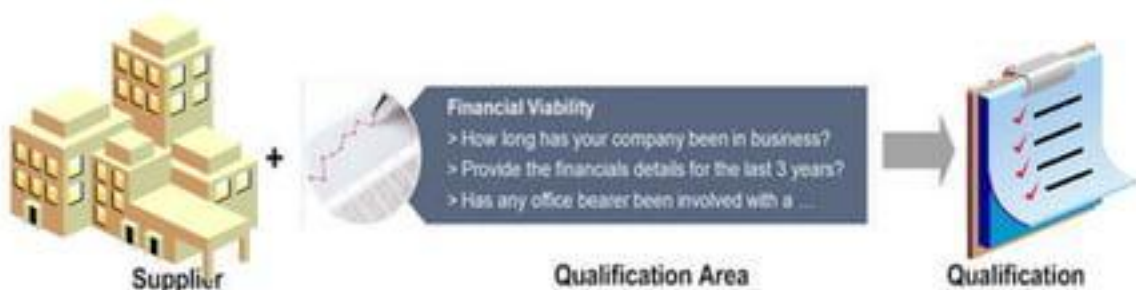 Financial Viability
> How long has your company been in business?
> Provide the financials details for the last 3 years?
> Has any office bearer been involved with a ...
+
Supplier
Qualification Area
Qualification